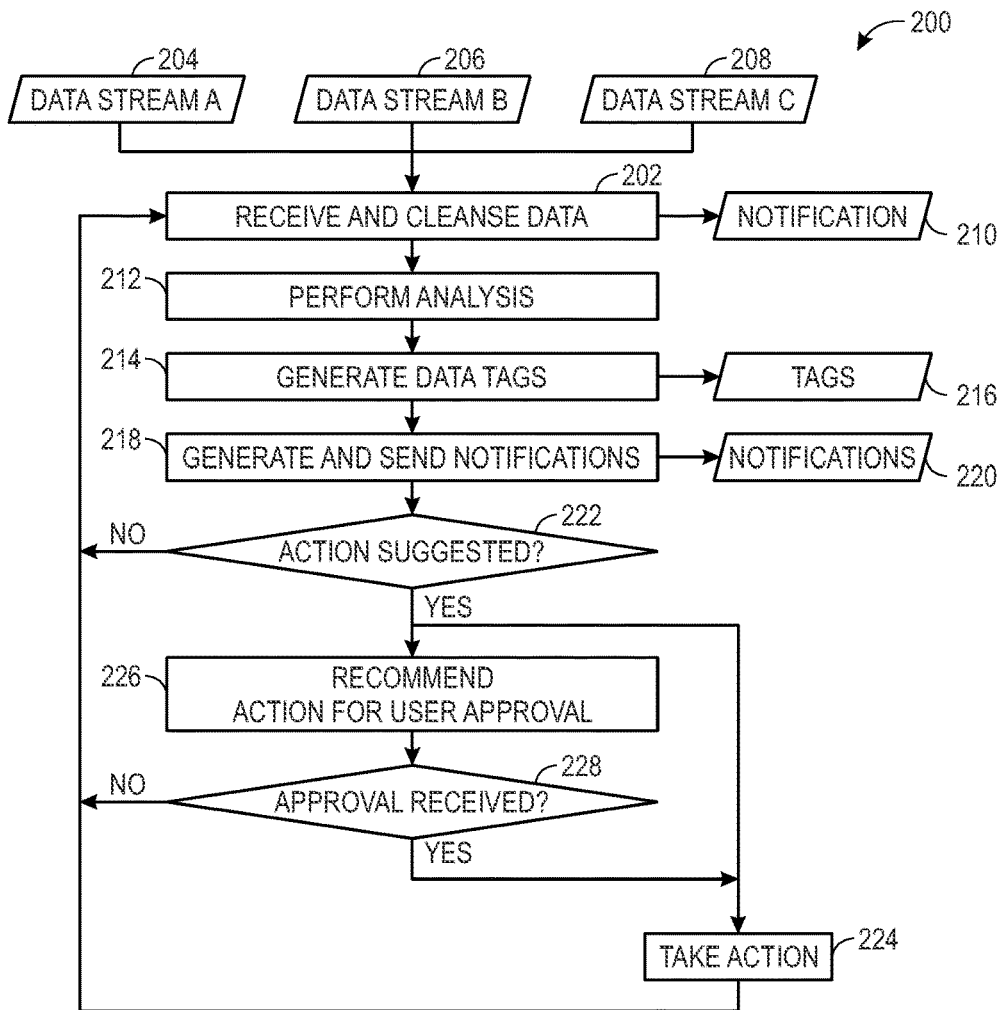 200
204
206
208
DATA STREAM A
DATA STREAM B
DATA STREAM C
202
RECEIVE AND CLEANSE DATA
NOTIFICATION
210
212
PERFORM ANALYSIS
214
GENERATE DATA TAGS
TAGS
216
218
GENERATE AND SEND NOTIFICATIONS
NOTIFICATIONS
220
222
NO
ACTION SUGGESTED?
YES
226
RECOMMEND
ACTION FOR USER APPROVAL
228
NO
APPROVAL RECEIVED?
YES
224
TAKE ACTION